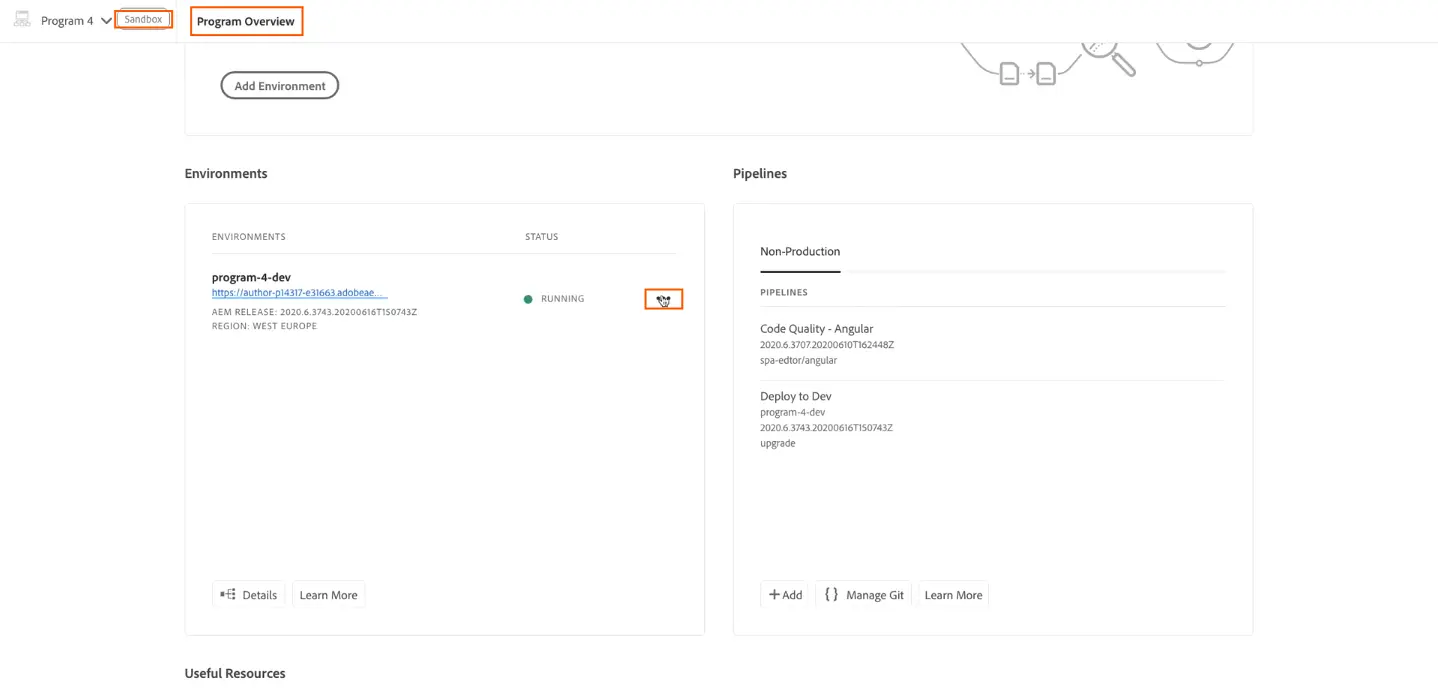 Program 4
Sandbox
Program Overview
Add Environment
Environments
ENVIRONMENTS
STATUS
program-4-dev
https://author-p14317-e31663.adobeae...
AEM RELEASE: 2020.6.3743.20200616T150743Z
REGION: WEST EUROPE
RUNNING
Details
Learn More
Pipelines
Non-Production
PIPELINES
Code Quality - Angular
2020.6.3707.20200610T162448Z
spa-edtor/angular
Deploy to Dev
program-4-dev
2020.6.3743.20200616T150743Z
upgrade
Add
Manage Git
Learn More
Useful Resources